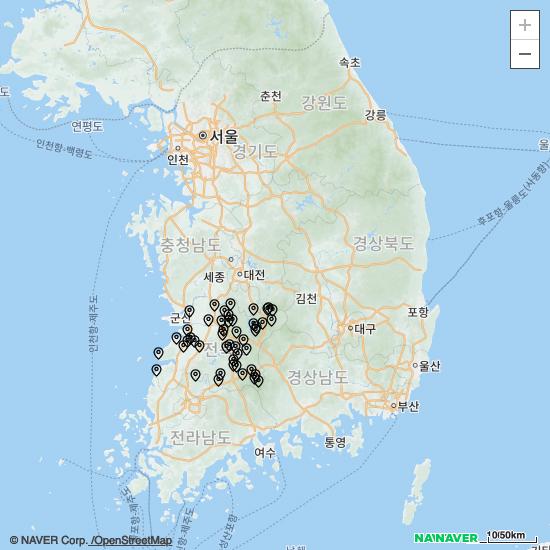 속초
춘천
강원도
강릉
연평도
서울
인천
경기도
인천항-백령도
울
후포항-울릉도(사동항)
충청남도
경상북도
세종
대전
인천항-제주도
김천
군산
포항
전
대구
울산
경상남도
부산
전라남도
통영
여수
© NAVER Corp. /OpenStreetMap
NAVER
10/50km